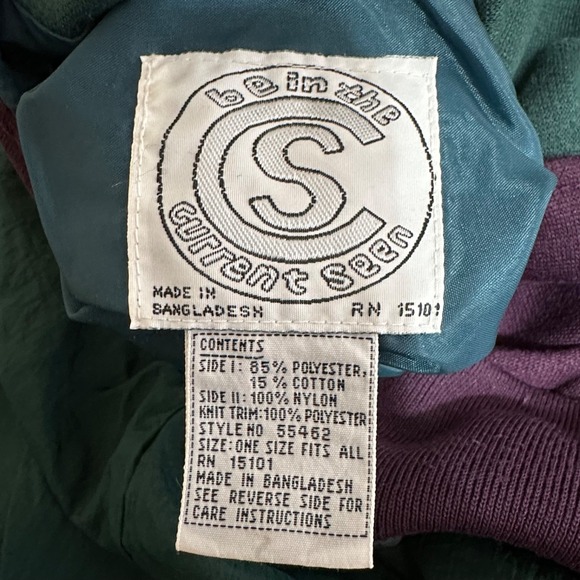 be in the
CS
current seen
MADE IN
BANGLADESH RN 15101
CONTENTS
SIDE I: 85% POLYESTER,
15% COTTON
SIDE II: 100% NYLON
KNIT TRIM: 100% POLYESTER
STYLE NO 55462
SIZE: ONE SIZE FITS ALL
RN 15101
MADE IN BANGLADESH
SEE REVERSE SIDE FOR
CARE INSTRUCTIONS